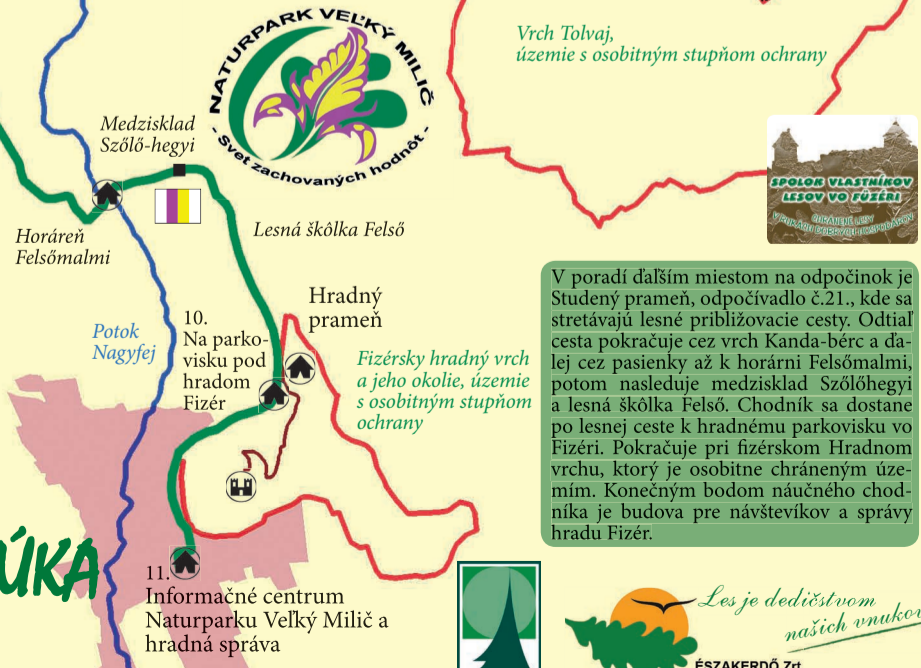 NATURPARK VEĽKÝ MILIČ
- Svet zachovaných hodnôt -
Vrch Tolvaj,
územie s osobitným stupňom ochrany
Medzisklad
Szőlő-hegyi
SPOLOK VLASTNÍKOV
LESOV VO FÜZÉRI
CHRÁNENÉ LESY
Horáreň
Felsőmalmi
Lesná škôlka Felső
Hradný
prameň
Potok
Nagyfej
10.
Na parko-
visku pod
hradom
Fizér
Fizérsky hradný vrch
a jeho okolie, územie
s osobitným stupňom
ochrany
V poradí ďaľším miestom na odpočinok je
Studený prameň, odpočívadlo č.21., kde sa
stretávajú lesné približovacie cesty. Odtiaľ
cesta pokračuje cez vrch Kanda-bérc a ďa-
lej cez pasienky až k horárni Felsőmalmi,
potom nasleduje medzisklad Szőlőhegyi
a lesná škôlka Felső. Chodník sa dostane
po lesnej ceste k hradnému parkovisku vo
Fizéri. Pokračuje pri fizérskom Hradnom
vrchu, ktorý je osobitne chráneným úze-
mím. Konečným bodom náučného chod-
níka je budova pre návštevíkov a správy
hradu Fizér.
ÚKA
11.
Informačné centrum
Naturparku Veľký Milič a
hradná správa
Les je dedičstvom
našich vnukov
ÉSZAKERDŐ Zrt.